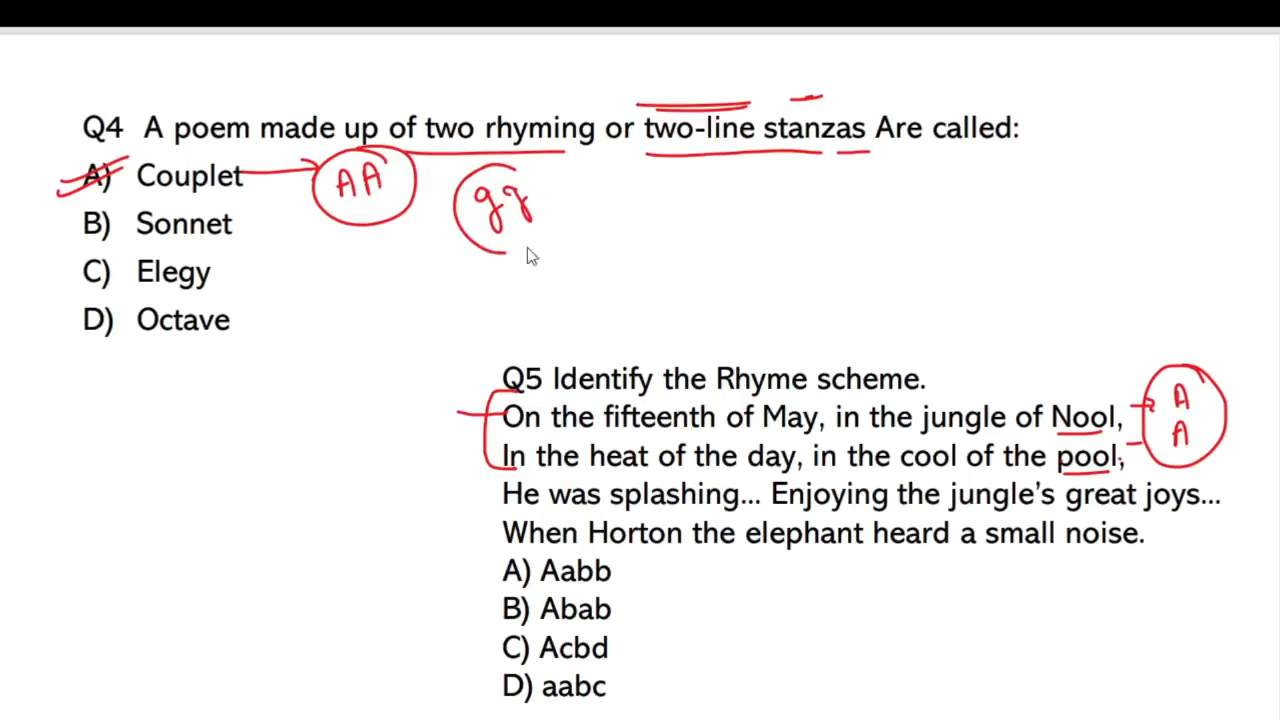 Q4 A poem made up of two rhyming or two-line stanzas Are called:
A) Couplet AA gg
B) Sonnet
C) Elegy
D) Octave
Q5 Identify the Rhyme scheme.
On the fifteenth of May, in the jungle of Nool, A
In the heat of the day, in the cool of the pool, A
He was splashing... Enjoying the jungle's great joys...
When Horton the elephant heard a small noise.
A) Aabb
B) Abab
C) Acbd
D) aabc